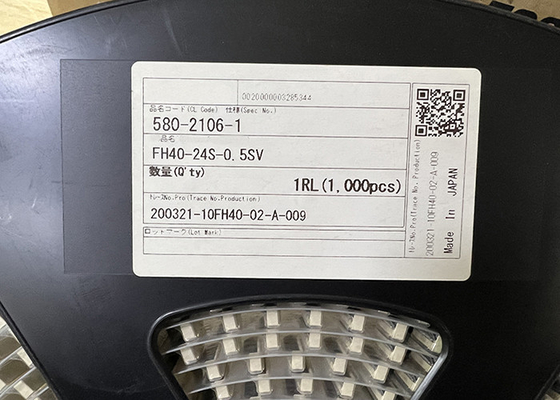 0020000003285344
品名コード(CL Code) 仕様(Spec No.)
580-2106-1
品名
FH40-24S-0.5SV
数量(Q'ty)
1RL(1,000pcs)
トレースNo.Pro(Trace No.Production)
200321-10FH40-02-A-009
ロットマーク(Lot.Mark)
トレースNo.Pro(Trace No. Production)
200321-10FH40-02-A-009
Made In JAPAN